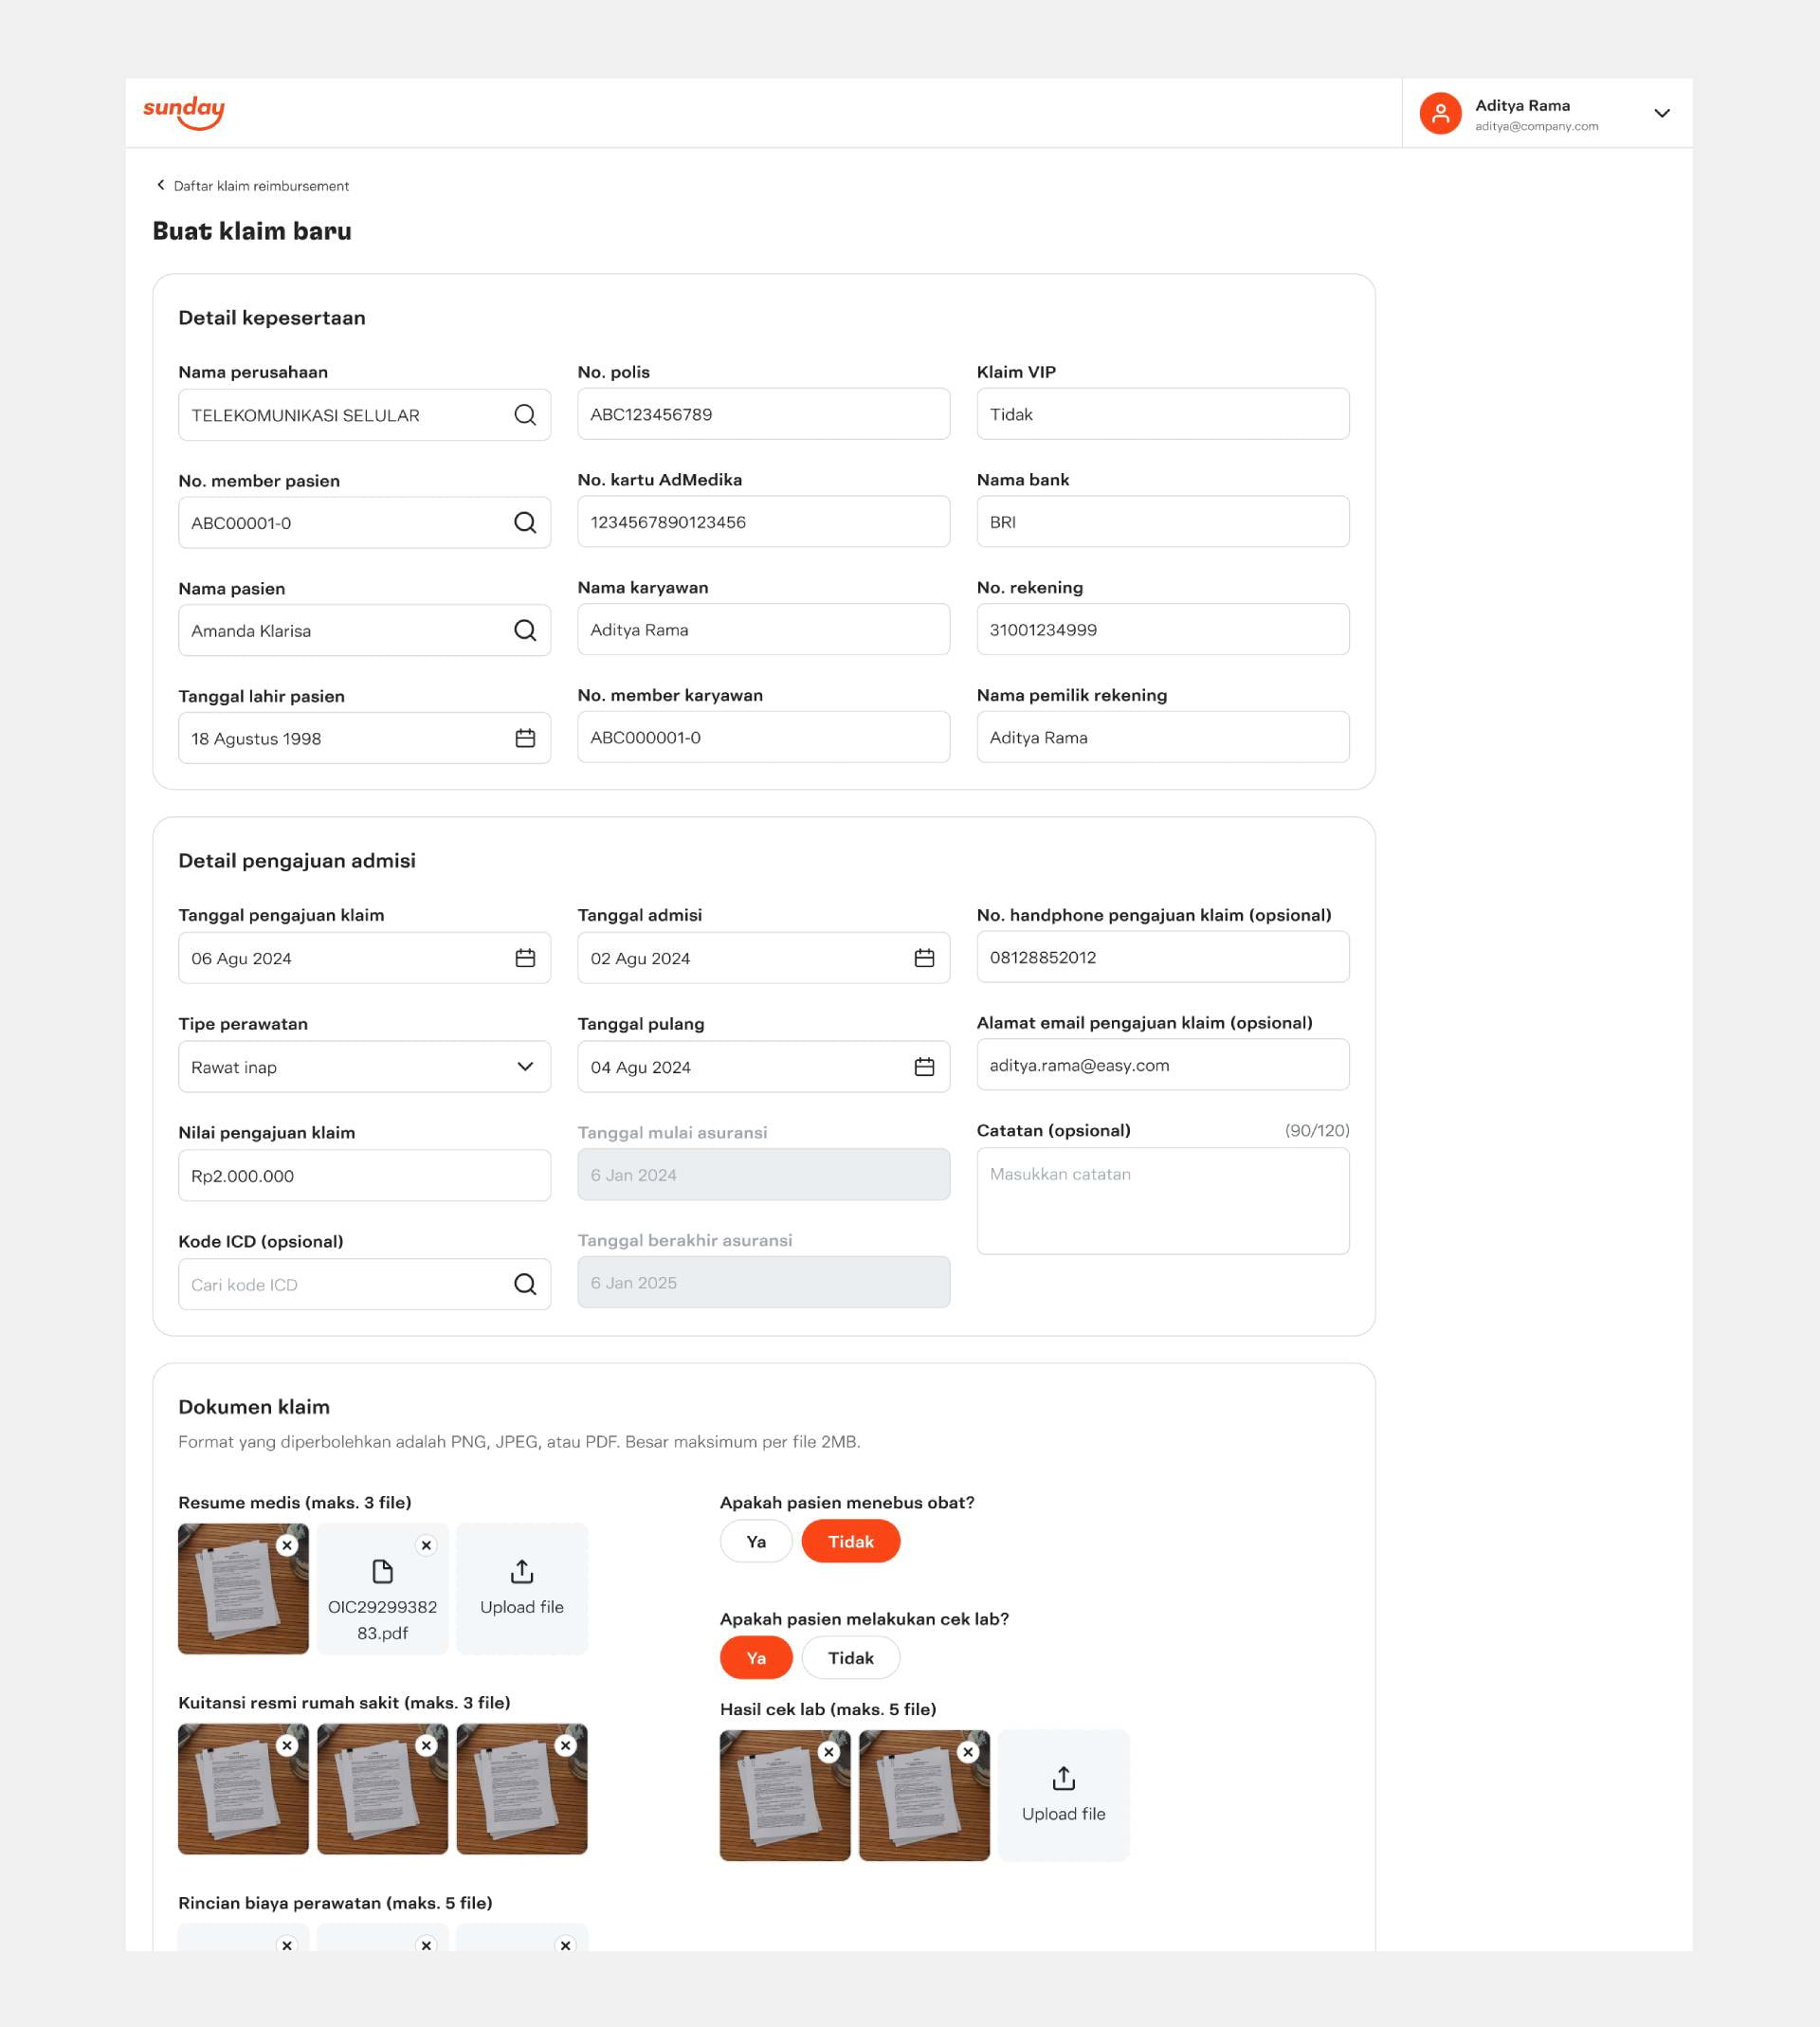 sunday
Aditya Rama
aditya@company.com
Daftar klaim reimbursement
Buat klaim baru
Detail kepesertaan
Nama perusahaan
TELEKOMUNIKASI SELULAR
No. polis
ABC123456789
Klaim VIP
Tidak
No. member pasien
ABC00001-0
No. kartu AdMedika
1234567890123456
Nama bank
BRI
Nama pasien
Amanda Klarisa
Nama karyawan
Aditya Rama
No. rekening
31001234999
Tanggal lahir pasien
18 Agustus 1998
No. member karyawan
ABC000001-0
Nama pemilik rekening
Aditya Rama
Detail pengajuan admisi
Tanggal pengajuan klaim
06 Agu 2024
Tanggal admisi
02 Agu 2024
No. handphone pengajuan klaim (opsional)
08128852012
Tipe perawatan
Rawat inap
Tanggal pulang
04 Agu 2024
Alamat email pengajuan klaim (opsional)
aditya.rama@easy.com
Nilai pengajuan klaim
Rp2.000.000
Tanggal mulai asuransi
6 Jan 2024
Catatan (opsional) (90/120)
Masukkan catatan
Kode ICD (opsional)
Cari kode ICD
Tanggal berakhir asuransi
6 Jan 2025
Dokumen klaim
Format yang diperbolehkan adalah PNG, JPEG, atau PDF. Besar maksimum per file 2MB.
Resume medis (maks. 3 file)
OIC29299382
83.pdf
Upload file
Apakah pasien menebus obat?
Ya
Tidak
Apakah pasien melakukan cek lab?
Ya
Tidak
Kuitansi resmi rumah sakit (maks. 3 file)
Hasil cek lab (maks. 5 file)
Upload file
Rincian biaya perawatan (maks. 5 file)